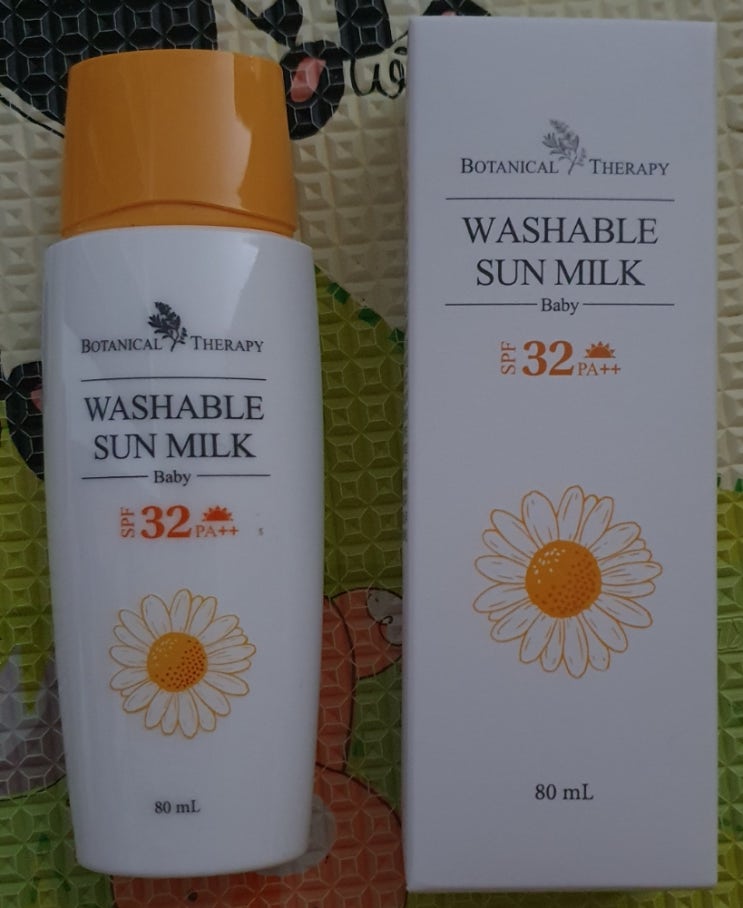 BOTANICAL THERAPY
WASHABLE
SUN MILK
Baby
SPF 32 PA++
80 mL
BOTANICAL THERAPY
WASHABLE
SUN MILK
Baby
SPF 32 PA++
80 mL